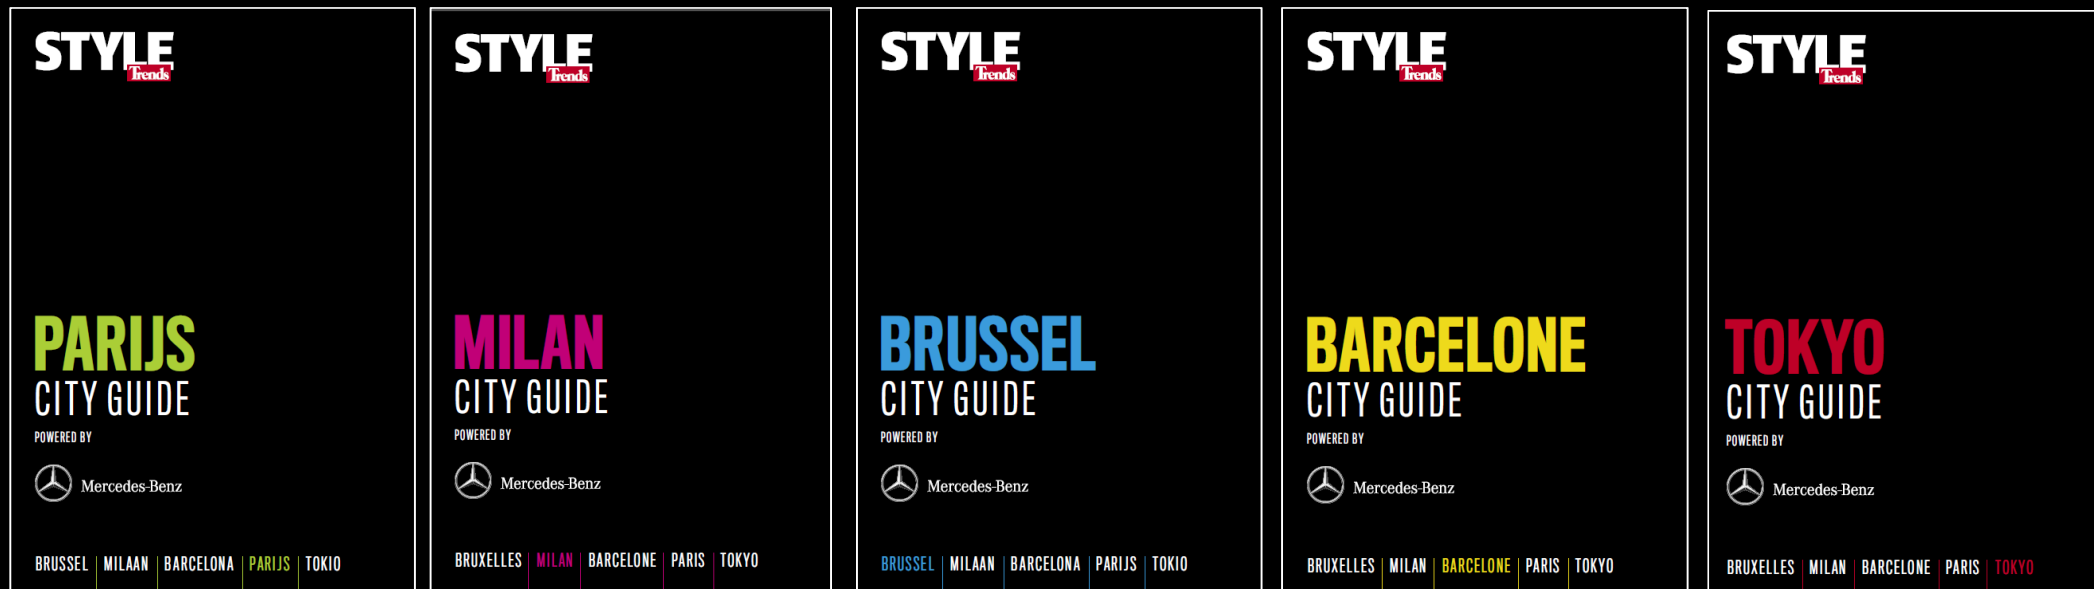 STYLE
Trends
PARIJS
CITY GUIDE
POWERED BY
Mercedes-Benz
BRUSSEL MILAAN BARCELONA PARIJS TOKIO
STYLE
Trends
MILAN
CITY GUIDE
POWERED BY
Mercedes-Benz
BRUXELLES MILAN BARCELONE PARIS TOKYO
STYLE
Trends
BRUSSEL
CITY GUIDE
POWERED BY
Mercedes-Benz
BRUSSEL MILAAN BARCELONA PARIJS TOKIO
STYLE
Trends
BARCELONE
CITY GUIDE
POWERED BY
Mercedes-Benz
BRUXELLES MILAN BARCELONE PARIS TOKYO
STYLE
Trends
TOKYO
CITY GUIDE
POWERED BY
Mercedes-Benz
BRUXELLES MILAN BARCELONE PARIS TOKYO